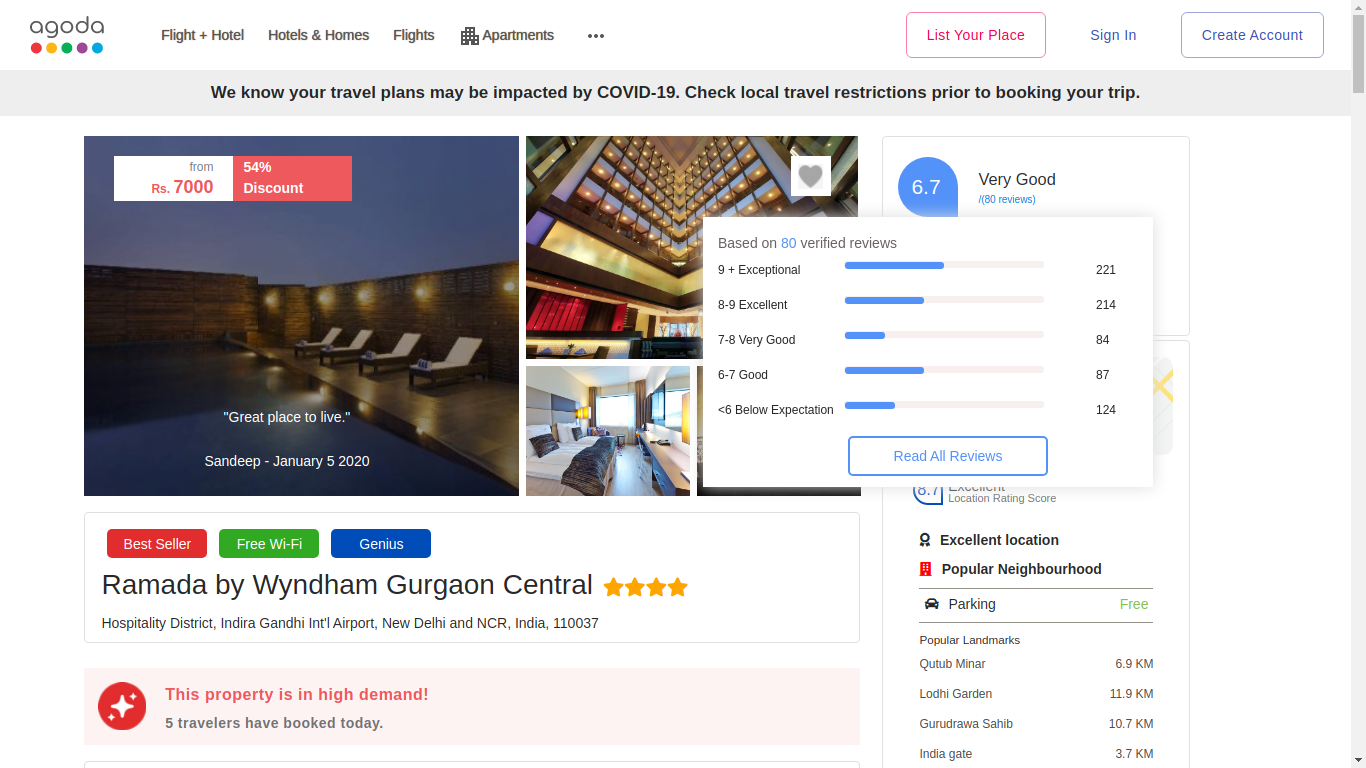 agoda
Flight + Hotel
Hotels & Homes
Flights
Apartments
List Your Place
Sign In
Create Account
We know your travel plans may be impacted by COVID-19. Check local travel restrictions prior to booking your trip.
from
Rs. 7000
54%
Discount
"Great place to live."
Sandeep - January 5 2020
6.7
Very Good
/(80 reviews)
Based on 80 verified reviews
9 + Exceptional 221
8-9 Excellent 214
7-8 Very Good 84
6-7 Good 87
<6 Below Expectation 124
Read All Reviews
8.7 Excellent
Location Rating Score
Best Seller
Free Wi-Fi
Genius
Ramada by Wyndham Gurgaon Central
Hospitality District, Indira Gandhi Int'l Airport, New Delhi and NCR, India, 110037
This property is in high demand!
5 travelers have booked today.
Excellent location
Popular Neighbourhood
Parking Free
Popular Landmarks
Qutub Minar 6.9 KM
Lodhi Garden 11.9 KM
Gurudrawa Sahib 10.7 KM
India gate 3.7 KM